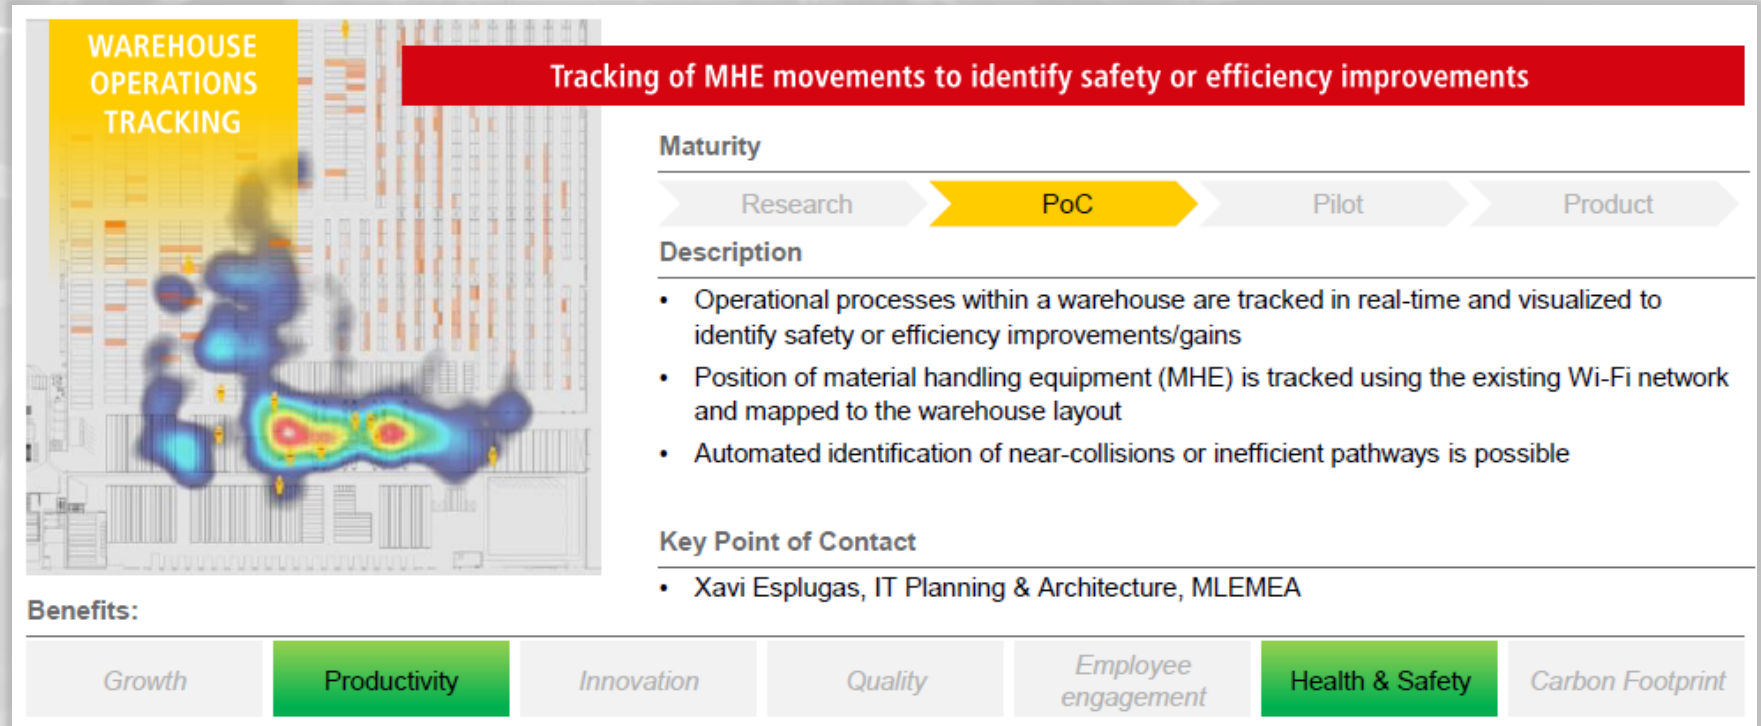 WAREHOUSE
OPERATIONS
TRACKING
Tracking of MHE movements to identify safety or efficiency improvements
Maturity
Research
PoC
Pilot
Product
Description
• Operational processes within a warehouse are tracked in real-time and visualized to
identify safety or efficiency improvements/gains
• Position of material handling equipment (MHE) is tracked using the existing Wi-Fi network
and mapped to the warehouse layout
• Automated identification of near-collisions or inefficient pathways is possible
Key Point of Contact
• Xavi Esplugas, IT Planning & Architecture, MLEMEA
Benefits:
Growth
Productivity
Innovation
Quality
Employee
engagement
Health & Safety
Carbon Footprint